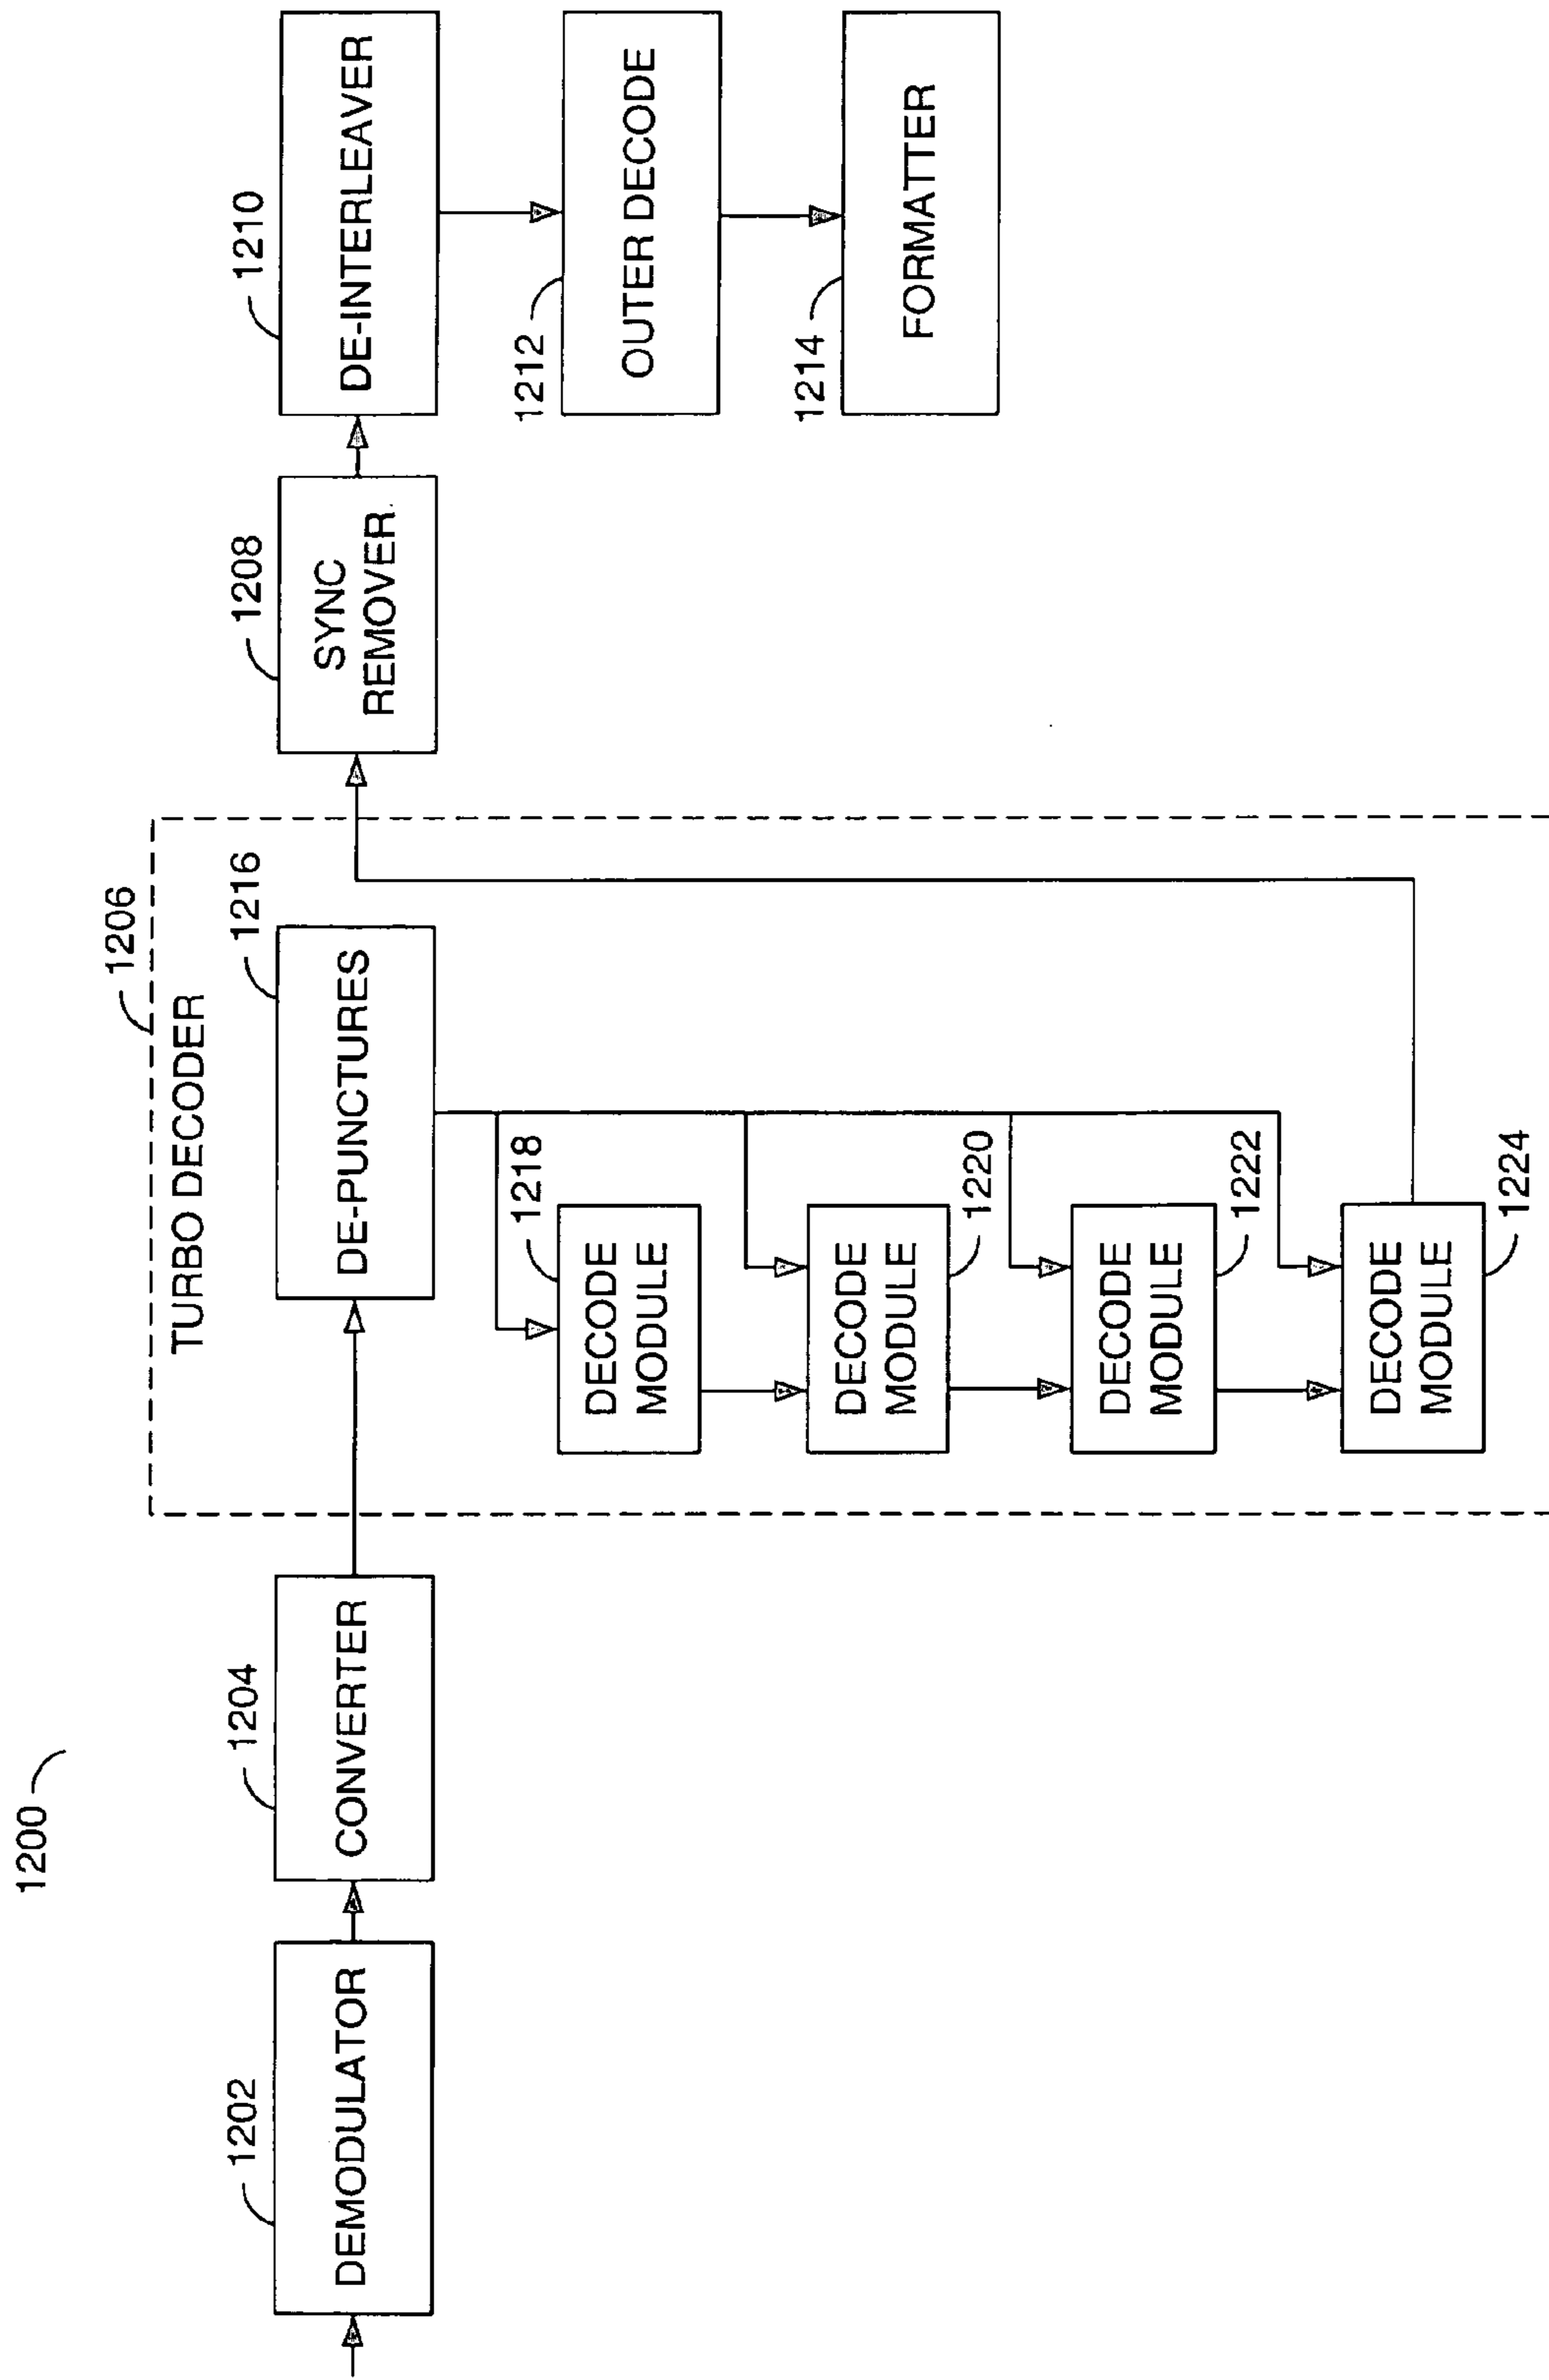 1200
1202
DEMODULATOR
1204
CONVERTER
1206
TURBO DECODER
1216
DE-PUNCTURES
1218
DECODE
MODULE
DECODE
MODULE
1220
DECODE
MODULE
1222
DECODE
MODULE
1224
1208
SYNC
REMOVER
1210
DE-INTERLEAVER
1212
OUTER DECODE
1214
FORMATTER